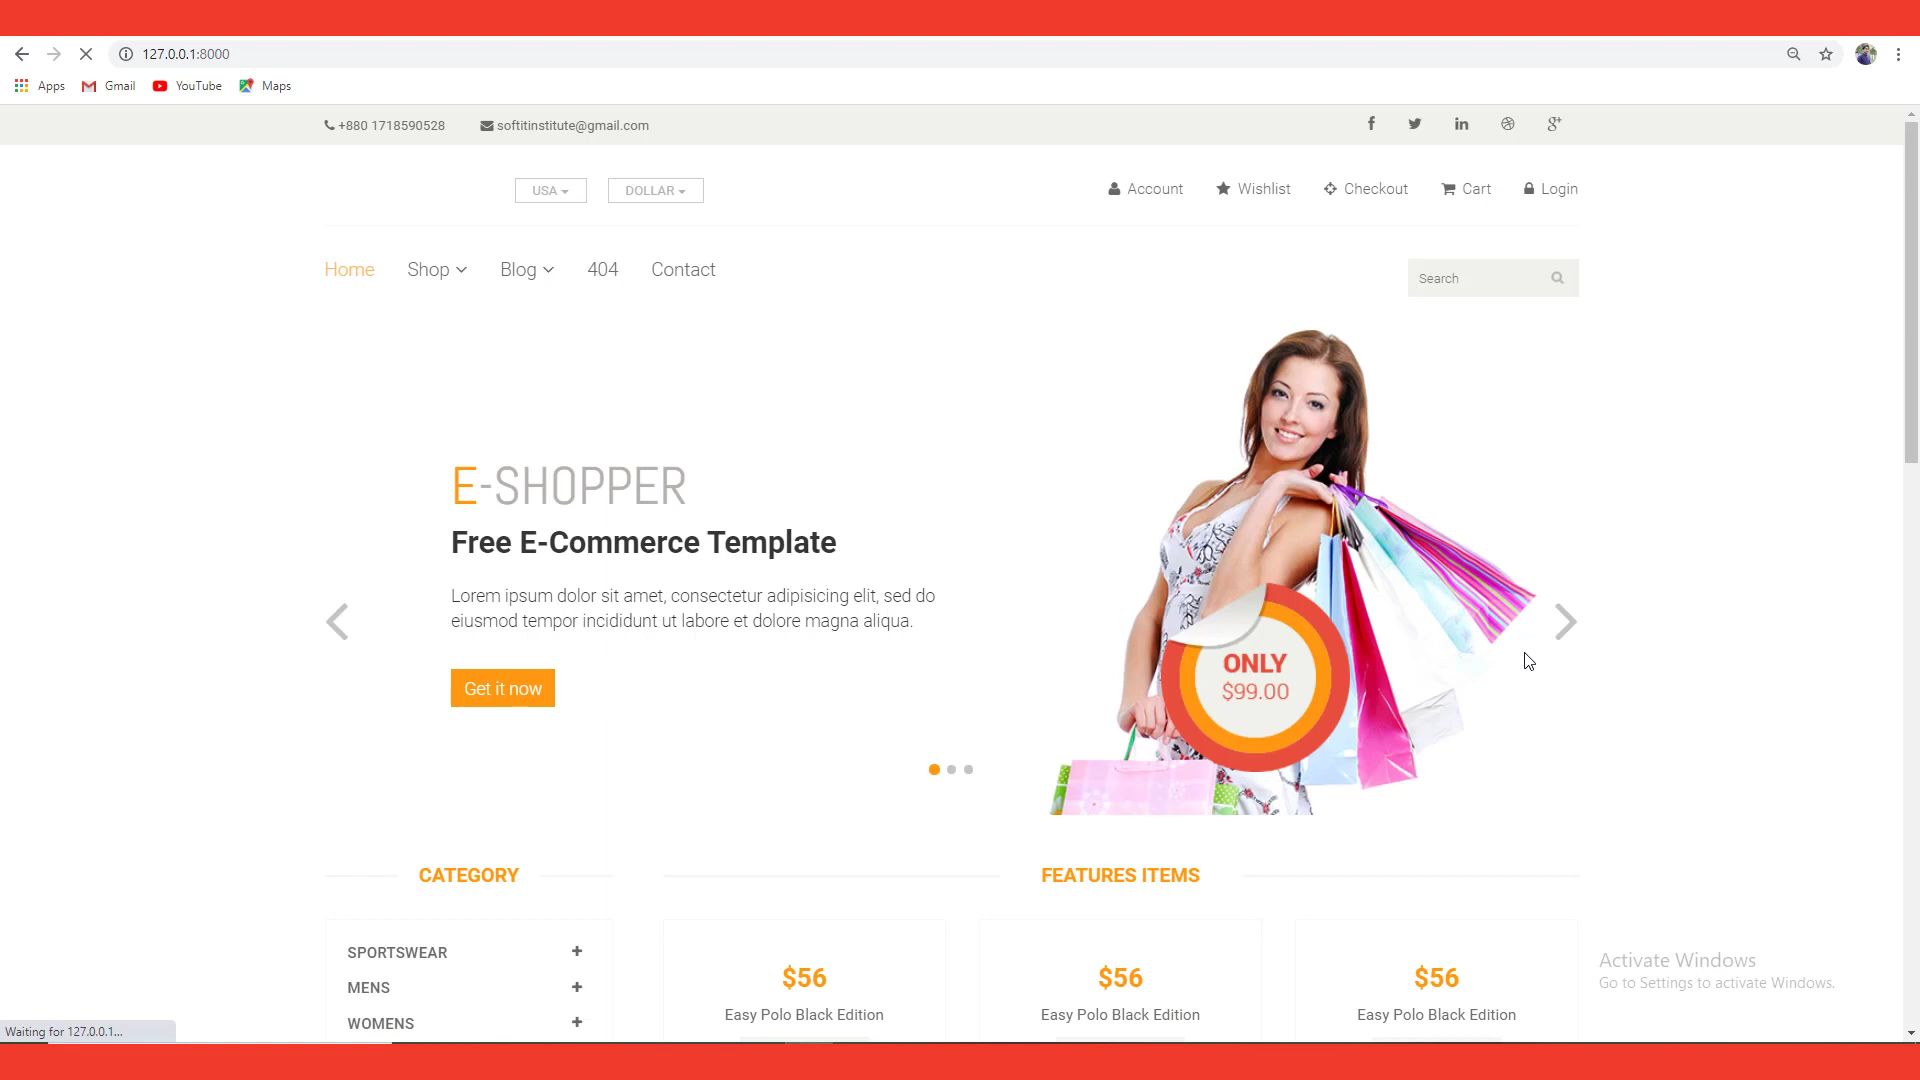 127.0.0.1:8000
Apps Gmail YouTube Maps
+880 1718590528 softitinstitute@gmail.com
USA DOLLAR Account Wishlist Checkout Cart Login
Home Shop Blog 404 Contact
Search
E-SHOPPER
Free E-Commerce Template
Lorem ipsum dolor sit amet, consectetur adipisicing elit, sed do
eiusmod tempor incididunt ut labore et dolore magna aliqua.
Get it now
ONLY
$99.00
CATEGORY FEATURES ITEMS
SPORTSWEAR
MENS
WOMENS
$56 $56 $56
Easy Polo Black Edition Easy Polo Black Edition Easy Polo Black Edition
Activate Windows
Go to Settings to activate Windows.
Waiting for 127.0.0.1...